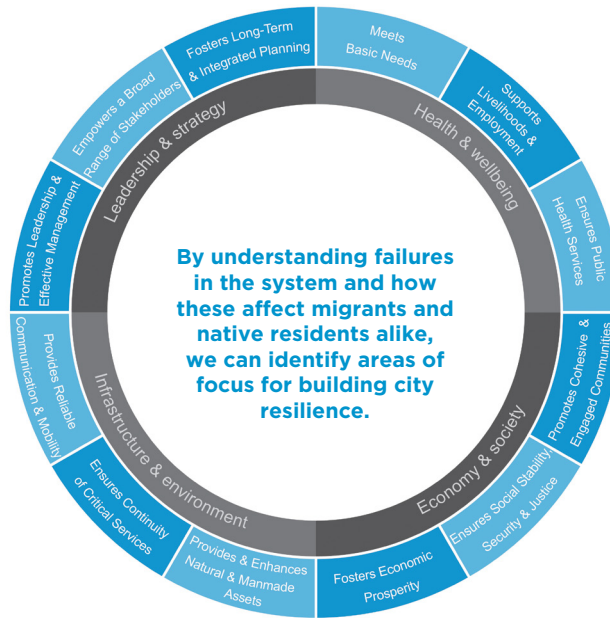 Meets
Basic Needs
Supports
Livelihoods &
Employment
Ensures Public
Health Services
Promotes Cohesive &
Engaged Communities
Ensures Social Stability,
Security & Justice
Fosters Economic
Prosperity
Provides & Enhances
Natural & Manmade
Assets
Ensures Continuity
of Critical Services
Provides Reliable
Communication & Mobility
Promotes Leadership &
Effective Management
Empowers a Broad
Range of Stakeholders
Fosters Long-Term
& Integrated Planning
Health & wellbeing
Economy & society
Infrastructure & environment
Leadership & strategy
By understanding failures
in the system and how
these affect migrants and
native residents alike,
we can identify areas of
focus for building city
resilience.